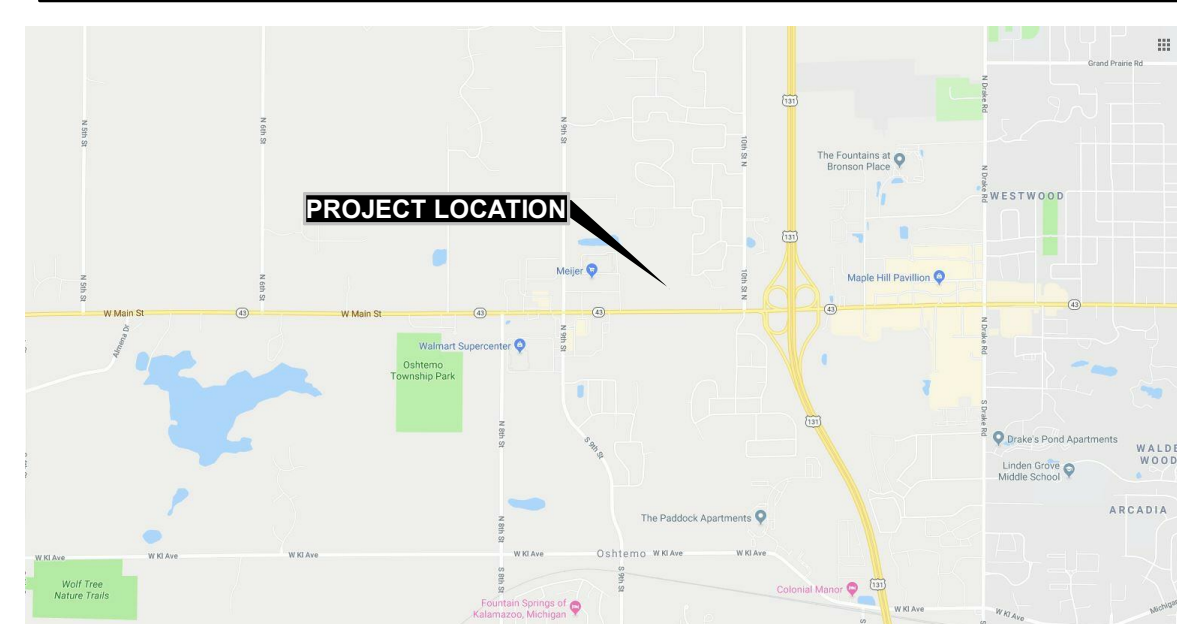 Grand Prairie Rd
N Drake Rd
131
N 5th St
N 6th St
N 9th St
10th St N
The Fountains at
Bronson Place
N Drake Rd
WESTWOOD
PROJECT LOCATION
131
Meijer
N 5th St
N 6th St
10th St N
Maple Hill Pavillion
W Main St
43
W Main St
43
43
43
43
Almena Dr
N 9th St
N Drake Rd
Walmart Supercenter
Oshtemo
Township Park
S Drake Rd
N 8th St
S 9th St
131
Drake's Pond Apartments
WALDE
WOOD
Linden Grove
Middle School
The Paddock Apartments
ARCADIA
N 8th St
W Kl Ave
W Kl Ave
W Kl Ave
W Kl Ave
Oshtemo
W Kl Ave
W Kl Ave
Wolf Tree
Nature Trails
S 8th St
S 9th St
Colonial Manor
131
Fountain Springs of
Kalamazoo, Michigan
W Kl Ave
W Kl Ave
Michigan